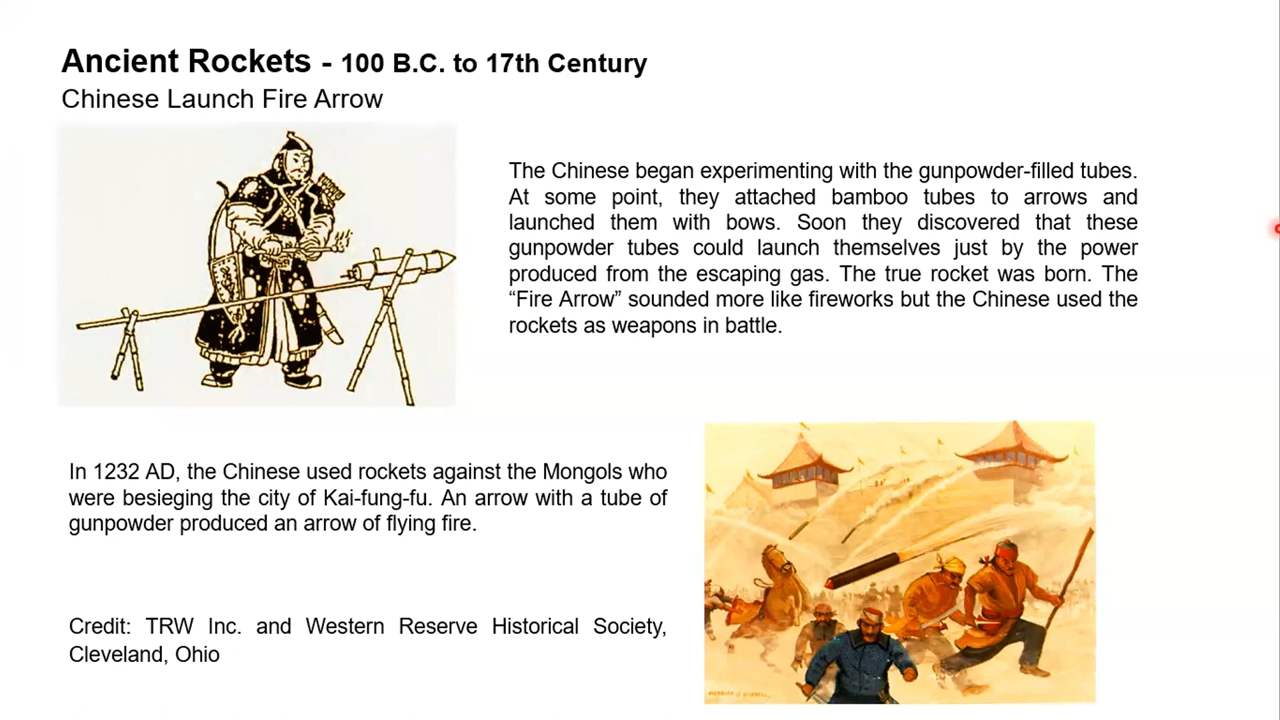 Ancient Rockets - 100 B.C. to 17th Century
Chinese Launch Fire Arrow
The Chinese began experimenting with the gunpowder-filled tubes.
At some point, they attached bamboo tubes to arrows and
launched them with bows. Soon they discovered that these
gunpowder tubes could launch themselves just by the power
produced from the escaping gas. The true rocket was born. The
“Fire Arrow” sounded more like fireworks but the Chinese used the
rockets as weapons in battle.
In 1232 AD, the Chinese used rockets against the Mongols who
were besieging the city of Kai-fung-fu. An arrow with a tube of
gunpowder produced an arrow of flying fire.
Credit: TRW Inc. and Western Reserve Historical Society,
Cleveland, Ohio